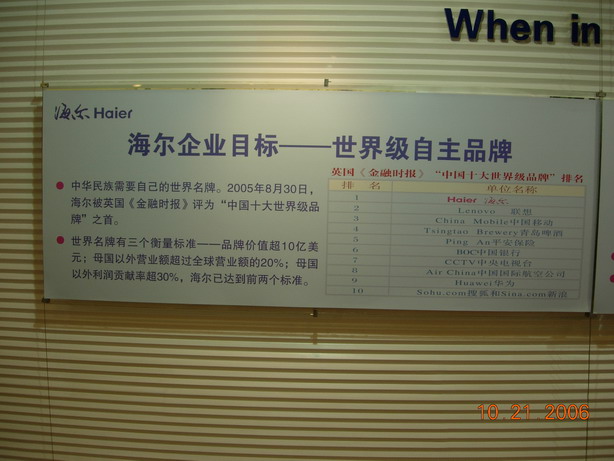 When in
海尔 Haier
海尔企业目标——世界级自主品牌
中华民族需要自己的世界名牌。2005年8月30日，
海尔被英国《金融时报》评为“中国十大世界级品
牌”之首。
世界名牌有三个衡量标准——品牌价值超10亿美
元；母国以外营业额超过全球营业额的20%；母国
以外利润贡献率超30%，海尔已达到前两个标准。
英国《金融时报》“中国十大世界级品牌”排名
排 名 单位名称
1 Haier 海尔
2 Lenovo 联想
3 China Mobile中国移动
4 Tsingtao Brewery青岛啤酒
5 Ping An平安保险
6 BOC中国银行
7 CCTV中央电视台
8 Air China中国国际航空公司
9 Huawei华为
10 Sohu.com搜狐和Sina.com新浪
10 21 2006